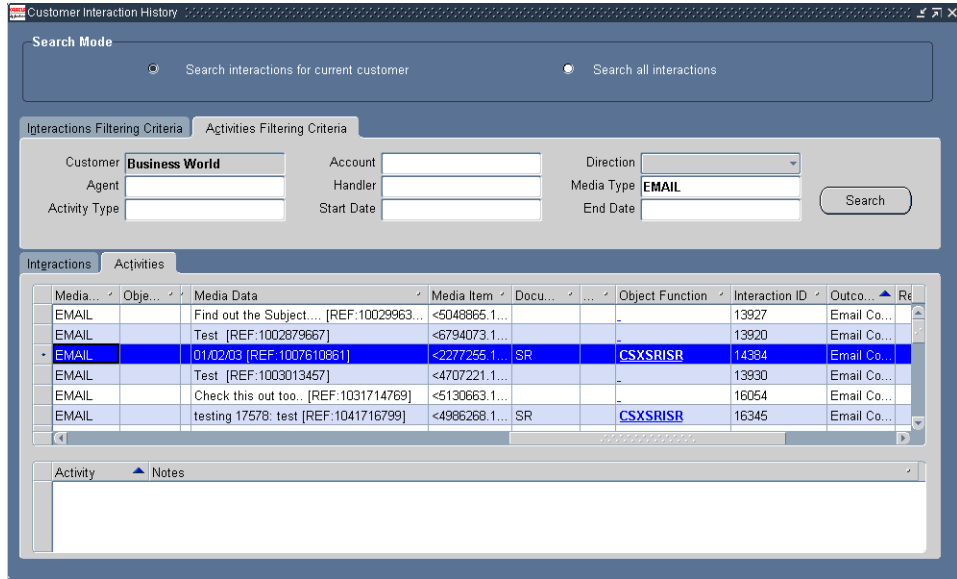 Customer Interaction History
Search Mode
Search interactions for current customer Search all interactions
Interactions Filtering Criteria Activities Filtering Criteria
Customer Business World Account Direction
Agent Handler Media Type EMAIL
Activity Type Start Date End Date Search
Interactions Activities
Media... Obje... Media Data Media Item Docu... ... Object Function Interaction ID Outco... Re
EMAIL Find out the Subject.... [REF:10029963... <5048865.1... 13927 Email Co...
EMAIL Test [REF:1002879667] <6794073.1... 13920 Email Co...
EMAIL 01/02/03 [REF:1007610861] <2277255.1... SR CSXSRISR 14384 Email Co...
EMAIL Test [REF:1003013457] <4707221.1... 13930 Email Co...
EMAIL Check this out too.. [REF:1031714769] <5130663.1... 16054 Email Co...
EMAIL testing 17578: test [REF:1041716799] <4986268.1... SR CSXSRISR 16345 Email Co...
Activity Notes